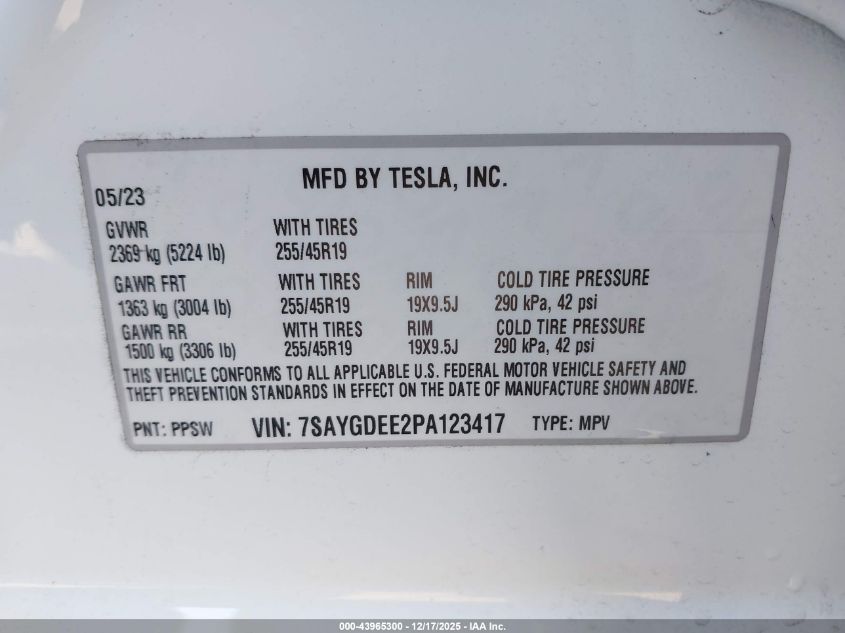 MFD BY TESLA, INC.
05/23
GVWR WITH TIRES
2369 kg (5224 lb) 255/45R19
GAWR FRT WITH TIRES RIM COLD TIRE PRESSURE
1363 kg (3004 lb) 255/45R19 19X9.5J 290 kPa, 42 psi
GAWR RR WITH TIRES RIM COLD TIRE PRESSURE
1500 kg (3306 lb) 255/45R19 19X9.5J 290 kPa, 42 psi
THIS VEHICLE CONFORMS TO ALL APPLICABLE U.S. FEDERAL MOTOR VEHICLE SAFETY AND
THEFT PREVENTION STANDARDS IN EFFECT ON THE DATE OF MANUFACTURE SHOWN ABOVE.
PNT: PPSW VIN: 7SAYGDEE2PA123417 TYPE: MPV
000-43965300 - 12/17/2025 - IAA Inc.